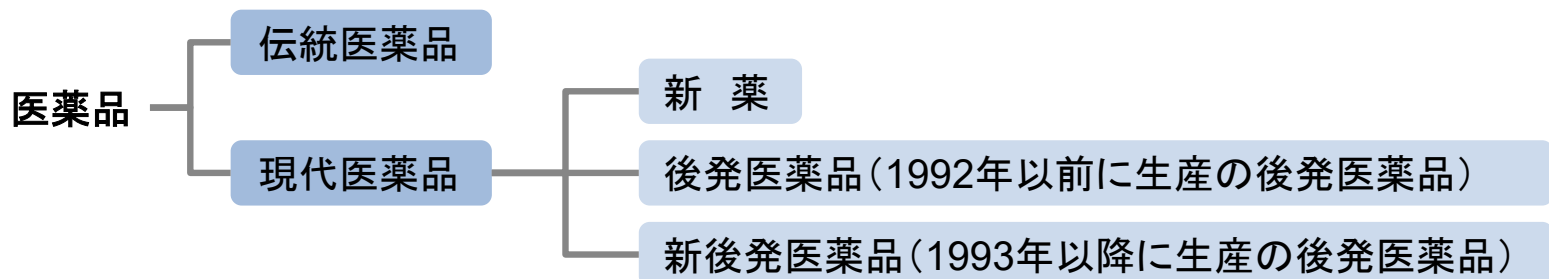 医薬品
伝統医薬品
現代医薬品
新　薬
後発医薬品（1992年以前に生産の後発医薬品）
新後発医薬品（1993年以降に生産の後発医薬品）